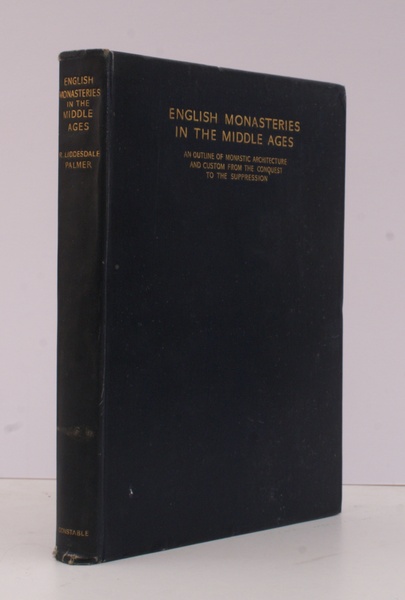 ENGLISH
MONASTERIES
IN THE
MIDDLE
AGES
R. LIDDESDALE
PALMER
CONSTABLE
ENGLISH MONASTERIES
IN THE MIDDLE AGES
AN OUTLINE OF MONASTIC ARCHITECTURE
AND CUSTOM FROM THE CONQUEST
TO THE SUPPRESSION